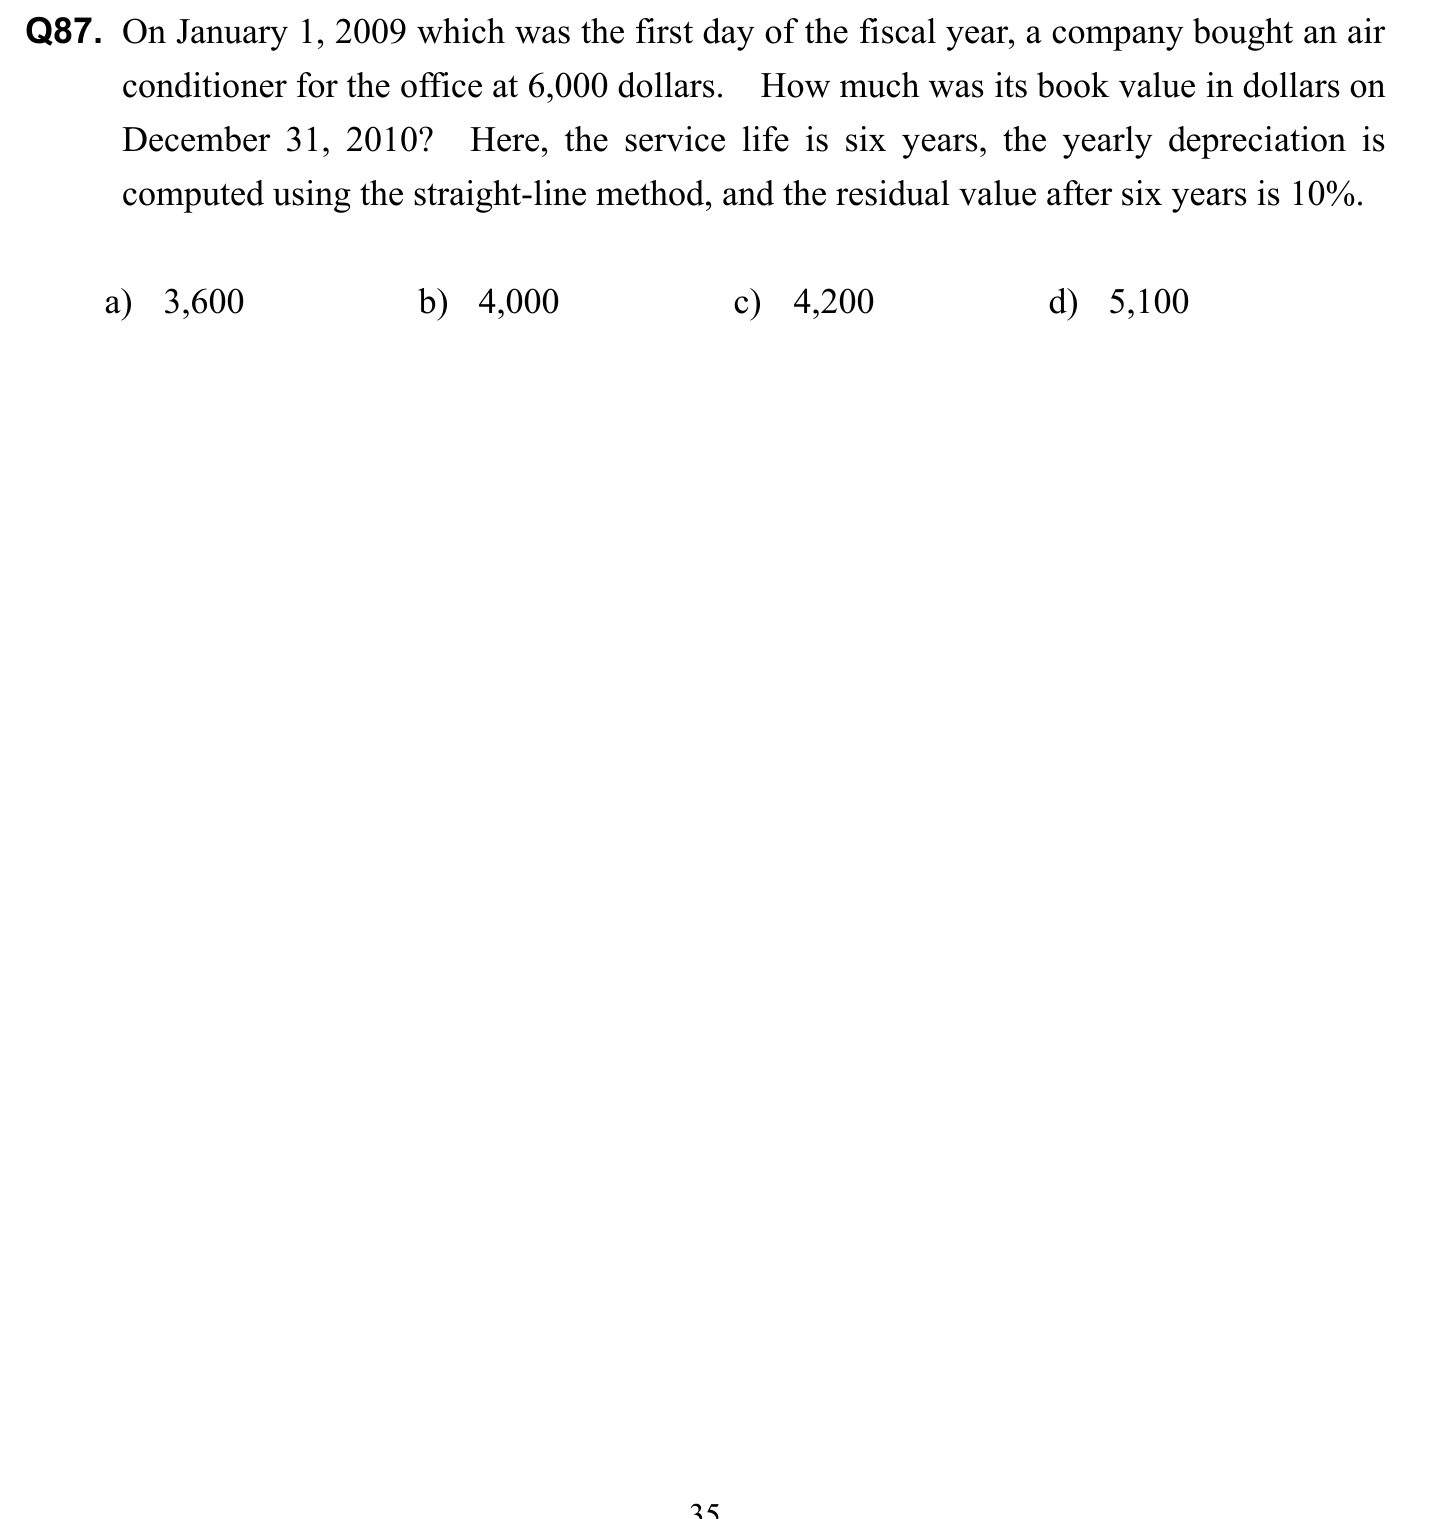 Q87. On January 1, 2009 which was the first day of the fiscal year, a company bought an air
conditioner for the office at 6,000 dollars. How much was its book value in dollars on
December 31, 2010? Here, the service life is six years, the yearly depreciation is
computed using the straight-line method, and the residual value after six years is 10%.
a) 3,600 b) 4,000 c) 4,200 d) 5,100
35